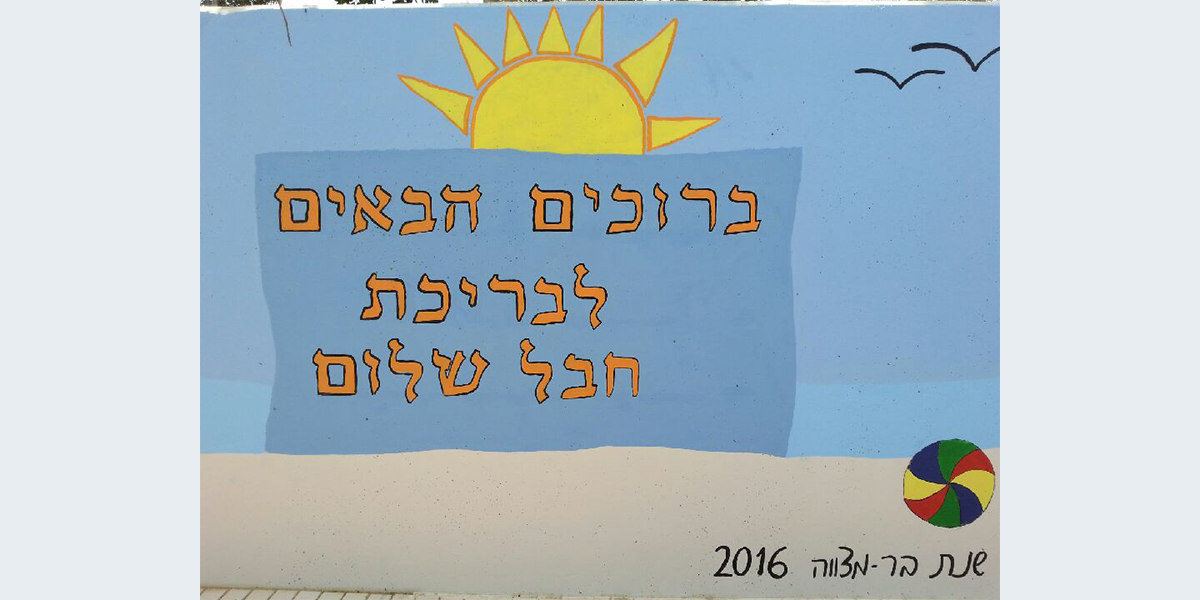 ברוכים הבאים
לבריכת
חבל שלום
שנת בר-מצווה 2016